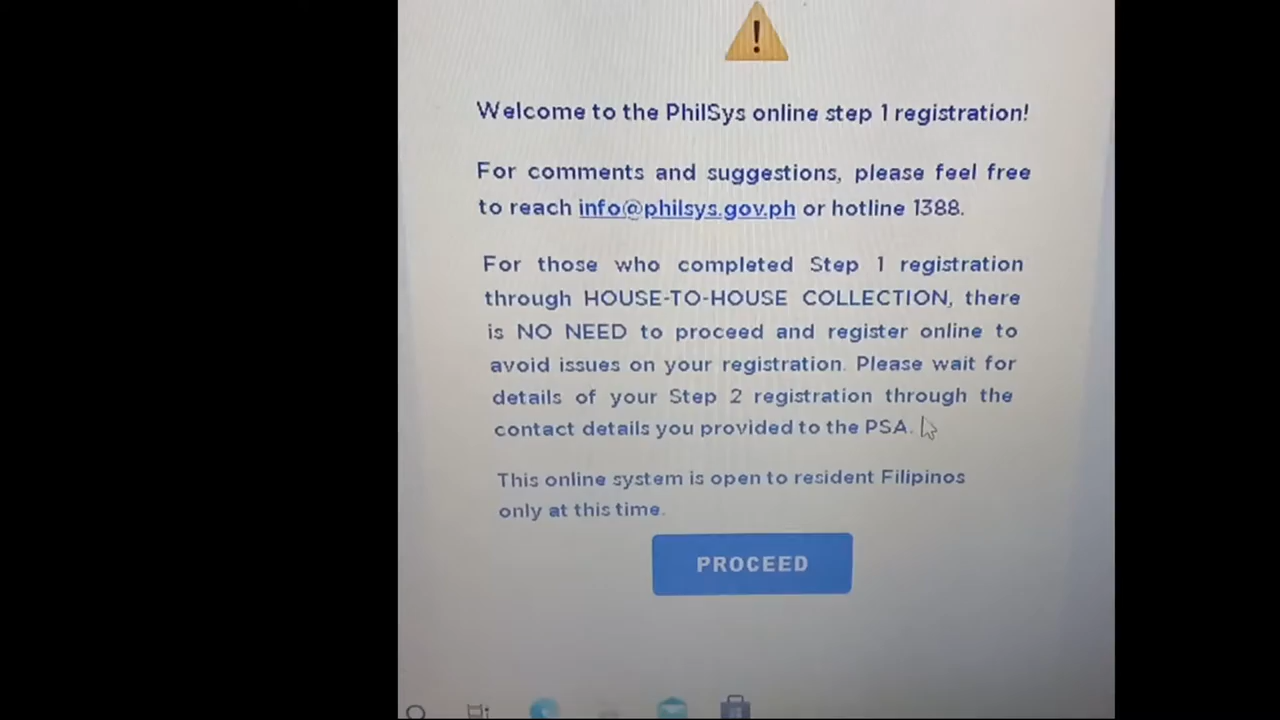 Welcome to the PhilSys online step 1 registration!
For comments and suggestions, please feel free
to reach info@philsys.gov.ph or hotline 1388.
For those who completed Step 1 registration
through HOUSE-TO-HOUSE COLLECTION, there
is NO NEED to proceed and register online to
avoid issues on your registration. Please wait for
details of your Step 2 registration through the
contact details you provided to the PSA.
This online system is open to resident Filipinos
only at this time.
PROCEED